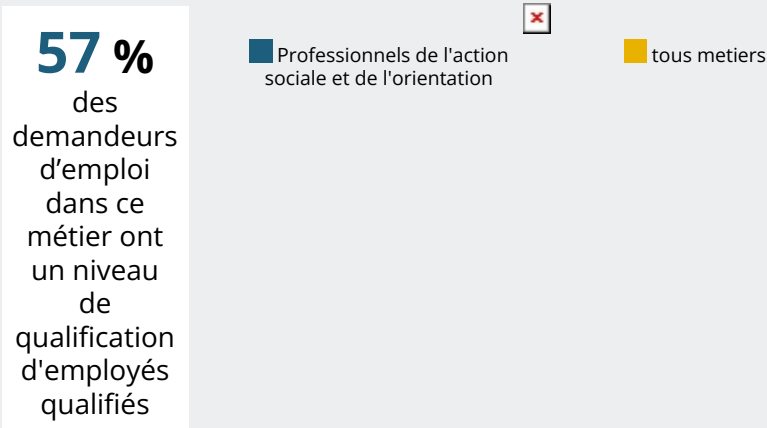 57 %
des
demandeurs
d’emploi
dans ce
métier ont
un niveau
de
qualification
d'employés
qualifiés
Professionnels de l'action
sociale et de l'orientation
tous metiers